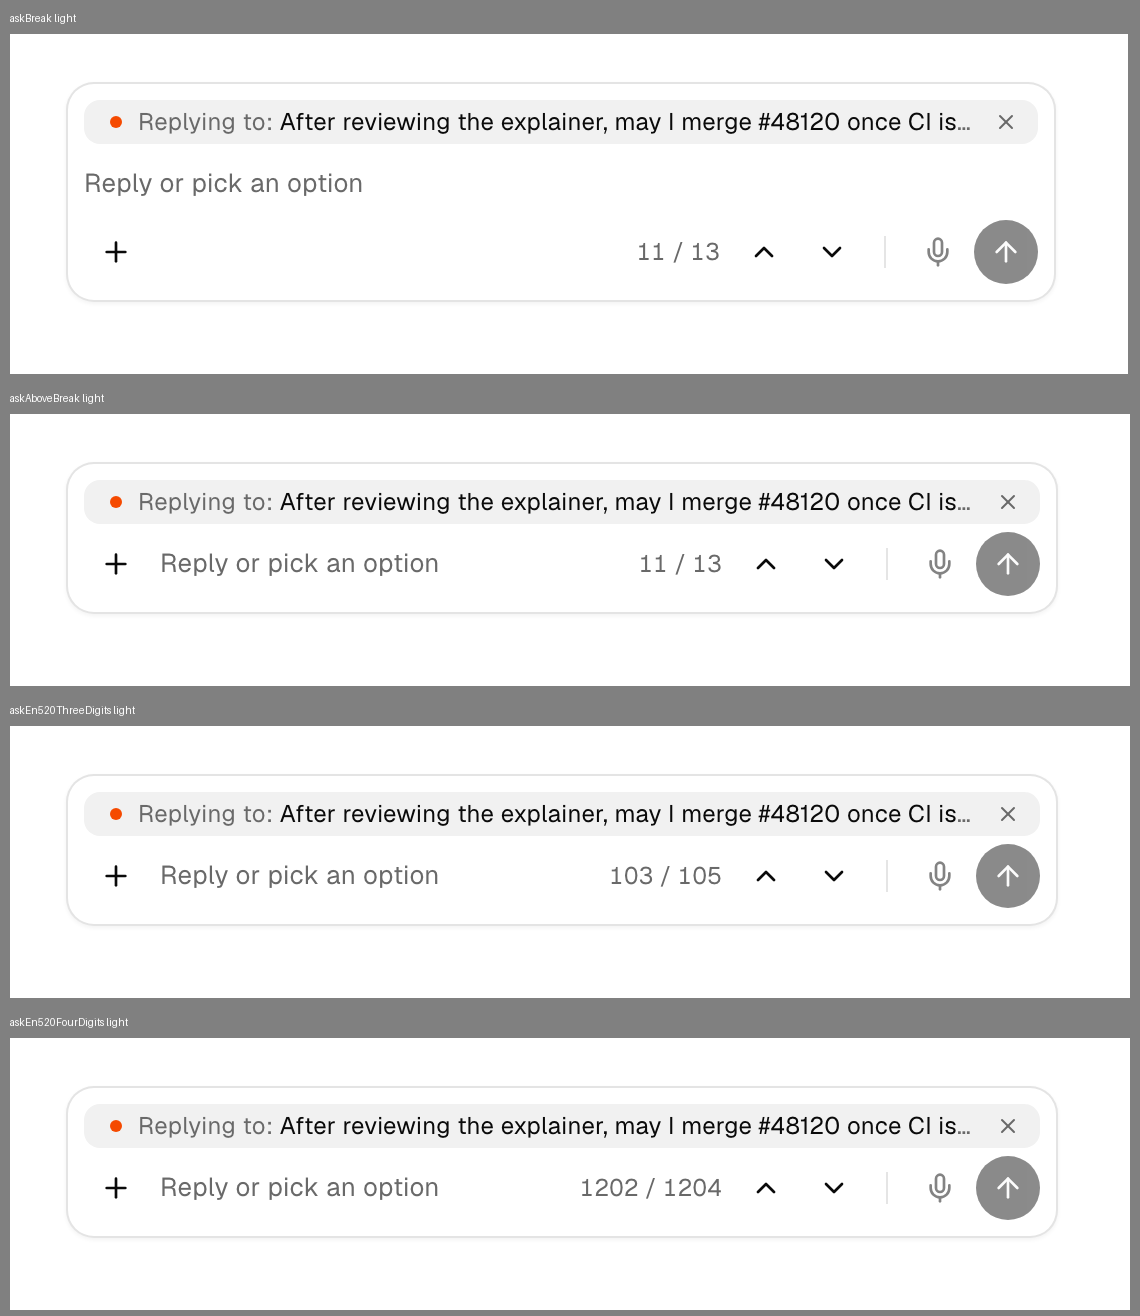 askBreak light
Replying to: After reviewing the explainer, may I merge #48120 once CI is...
Reply or pick an option
11 / 13
askAboveBreak light
Replying to: After reviewing the explainer, may I merge #48120 once CI is...
Reply or pick an option 11 / 13
askEn520ThreeDigits light
Replying to: After reviewing the explainer, may I merge #48120 once CI is...
Reply or pick an option 103 / 105
askEn520FourDigits light
Replying to: After reviewing the explainer, may I merge #48120 once CI is...
Reply or pick an option 1202 / 1204